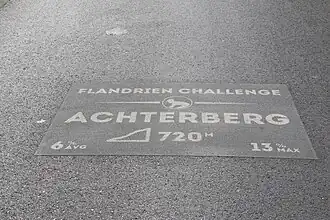 FLANDRIEN CHALLENGE
ACHTERBERG
720M
6% AVG 13% MAX